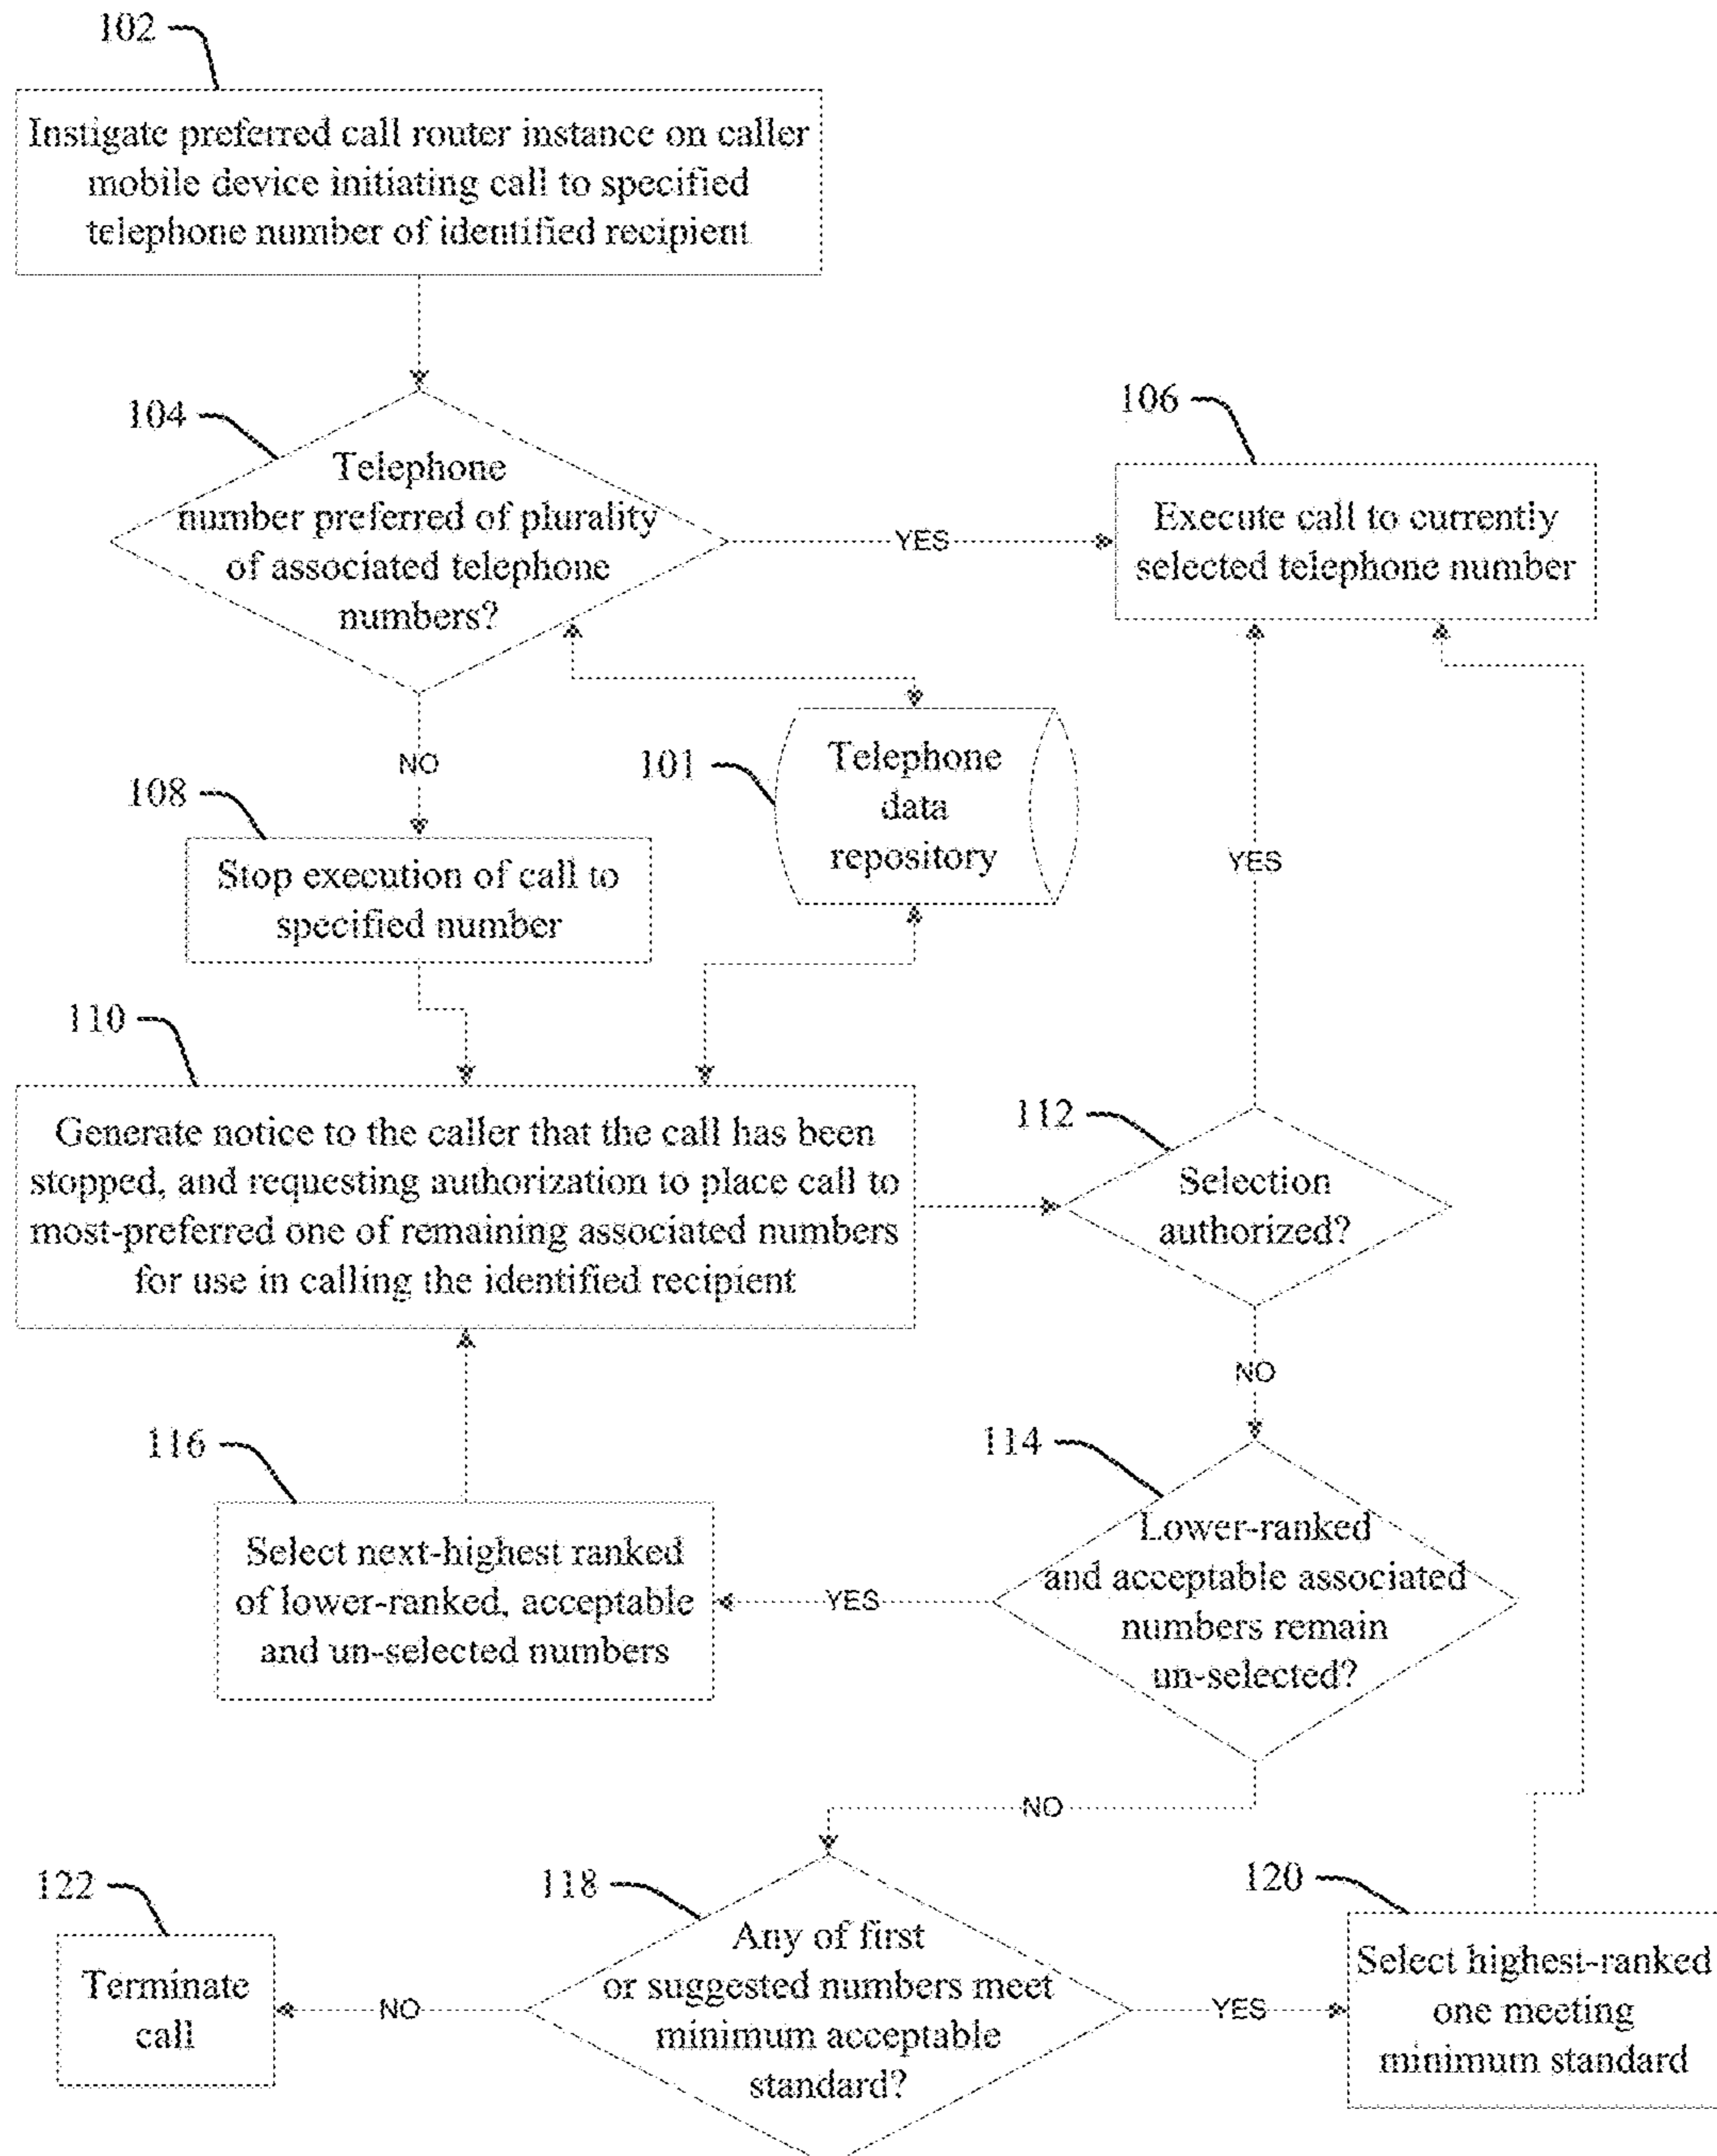 102
Instigate preferred call router instance on caller
mobile device initiating call to specified
telephone number of identified recipient
104
Telephone
number preferred of plurality
of associated telephone
numbers?
YES
106
Execute call to currently
selected telephone number
NO
101
Telephone
data
repository
108
Stop execution of call to
specified number
YES
110
Generate notice to the caller that the call has been
stopped, and requesting authorization to place call to
most-preferred one of remaining associated numbers
for use in calling the identified recipient
112
Selection
authorized?
NO
116
Select next-highest ranked
of lower-ranked, acceptable
and un-selected numbers
YES
114
Lower-ranked
and acceptable associated
numbers remain
un-selected?
NO
122
Terminate
call
NO
118
Any of first
or suggested numbers meet
minimum acceptable
standard?
YES
120
Select highest-ranked
one meeting
minimum standard